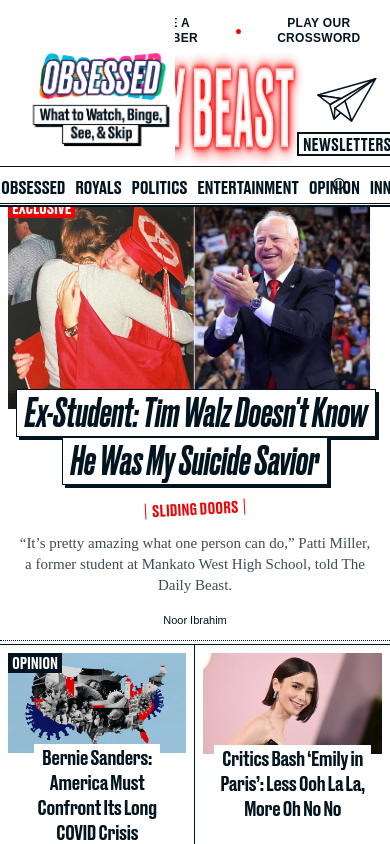 E A
BER
PLAY OUR
CROSSWORD
OBSESSED
What to Watch, Binge,
See, & Skip
Y BEAST
NEWSLETTERS
OBSESSED ROYALS POLITICS ENTERTAINMENT OPINION INN
EXCLUSIVE
Ex-Student: Tim Walz Doesn't Know
He Was My Suicide Savior
SLIDING DOORS
“It’s pretty amazing what one person can do,” Patti Miller,
a former student at Mankato West High School, told The
Daily Beast.
Noor Ibrahim
OPINION
Bernie Sanders:
America Must
Confront Its Long
COVID Crisis
Critics Bash ‘Emily in
Paris’: Less Ooh La La,
More Oh No No